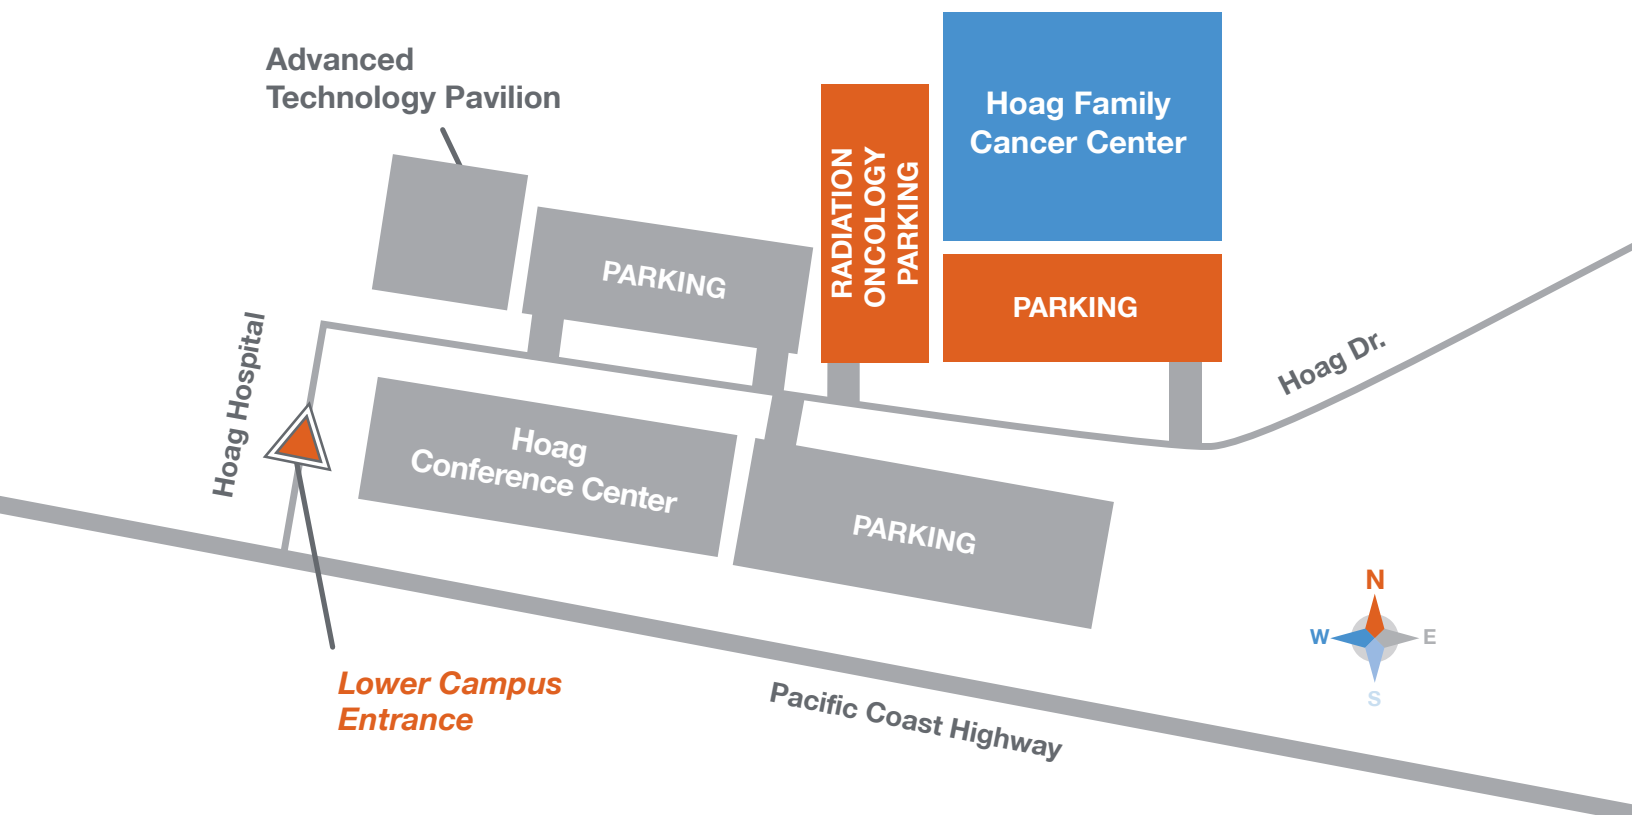 Advanced
Technology Pavilion
Hoag Family
Cancer Center
RADIATION
ONCOLOGY
PARKING
PARKING
PARKING
Hoag Dr.
Hoag Hospital
Hoag
Conference Center
PARKING
Lower Campus
Entrance
Pacific Coast Highway
N
W
E
S